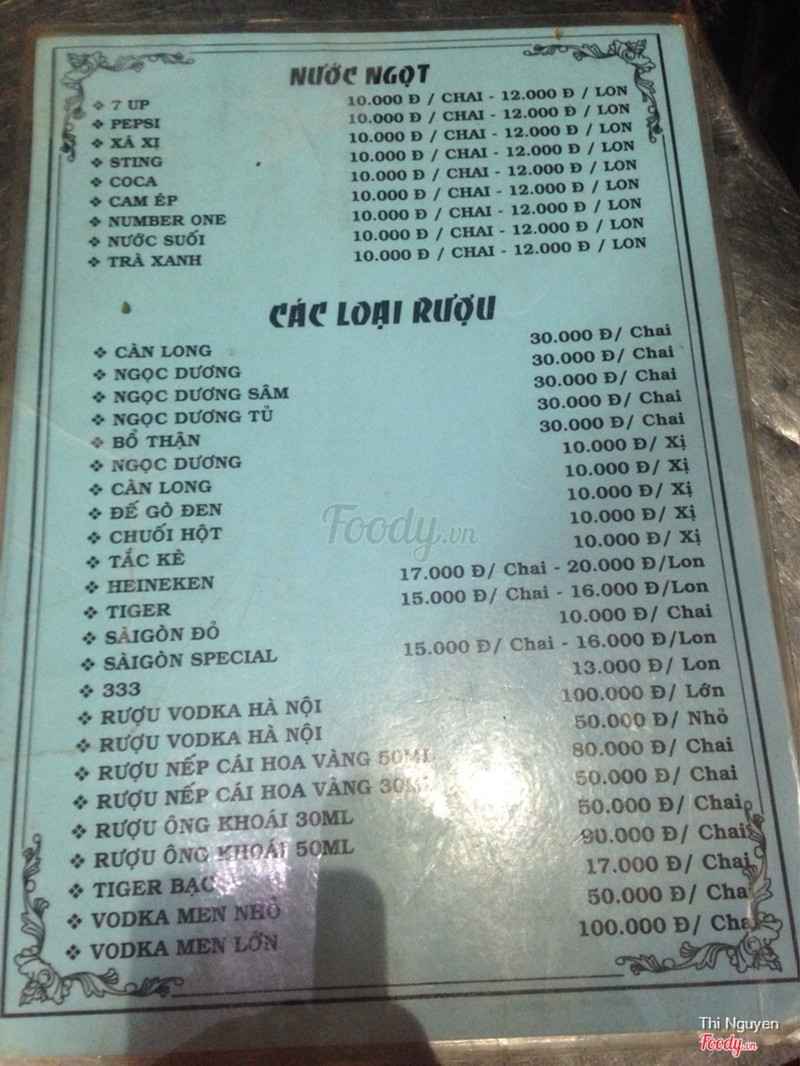 NƯỚC NGỌT
❖ 7 UP 10.000 Đ / CHAI - 12.000 Đ / LON
❖ PEPSI 10.000 Đ / CHAI - 12.000 Đ / LON
❖ XÁ XỊ 10.000 Đ / CHAI - 12.000 Đ / LON
❖ STING 10.000 Đ / CHAI - 12.000 Đ / LON
❖ COCA 10.000 Đ / CHAI - 12.000 Đ / LON
❖ CAM ÉP 10.000 Đ / CHAI - 12.000 Đ / LON
❖ NUMBER ONE 10.000 Đ / CHAI - 12.000 Đ / LON
❖ NƯỚC SUỐI 10.000 Đ / CHAI - 12.000 Đ / LON
❖ TRÀ XANH 10.000 Đ / CHAI - 12.000 Đ / LON
CÁC LOẠI RƯỢU
❖ CÀN LONG 30.000 Đ/ Chai
❖ NGỌC DƯƠNG 30.000 Đ/ Chai
❖ NGỌC DƯƠNG SÂM 30.000 Đ/ Chai
❖ NGỌC DƯƠNG TỦ 30.000 Đ/ Chai
❖ BỔ THẬN 30.000 Đ/ Chai
❖ NGỌC DƯƠNG 10.000 Đ/ Xị
❖ CÀN LONG 10.000 Đ/ Xị
❖ ĐẾ GÒ ĐEN 10.000 Đ/ Xị
❖ CHUỐI HỘT 10.000 Đ/ Xị
❖ TẮC KÈ 10.000 Đ/ Xị
❖ HEINEKEN 17.000 Đ/ Chai - 20.000 Đ/Lon
❖ TIGER 15.000 Đ/ Chai - 16.000 Đ/Lon
❖ SÀIGÒN ĐỎ 10.000 Đ/ Chai
❖ SÀIGÒN SPECIAL 15.000 Đ/ Chai - 16.000 Đ/Lon
❖ 333 13.000 Đ/ Lon
❖ RƯỢU VODKA HÀ NỘI 100.000 Đ/ Lớn
❖ RƯỢU VODKA HÀ NỘI 50.000 Đ/ Nhỏ
❖ RƯỢU NẾP CÁI HOA VÀNG 50ML 80.000 Đ/ Chai
❖ RƯỢU NẾP CÁI HOA VÀNG 30ML 50.000 Đ/ Chai
❖ RƯỢU ÔNG KHOÁI 30ML 50.000 Đ/ Chai
❖ RƯỢU ÔNG KHOÁI 50ML 90.000 Đ/ Chai
❖ TIGER BẠC 17.000 Đ/ Chai
❖ VODKA MEN NHỎ 50.000 Đ/ Cha
❖ VODKA MEN LỚN 100.000 Đ/ Cha
Foody.vn
Thi Nguyen
Foody.vn